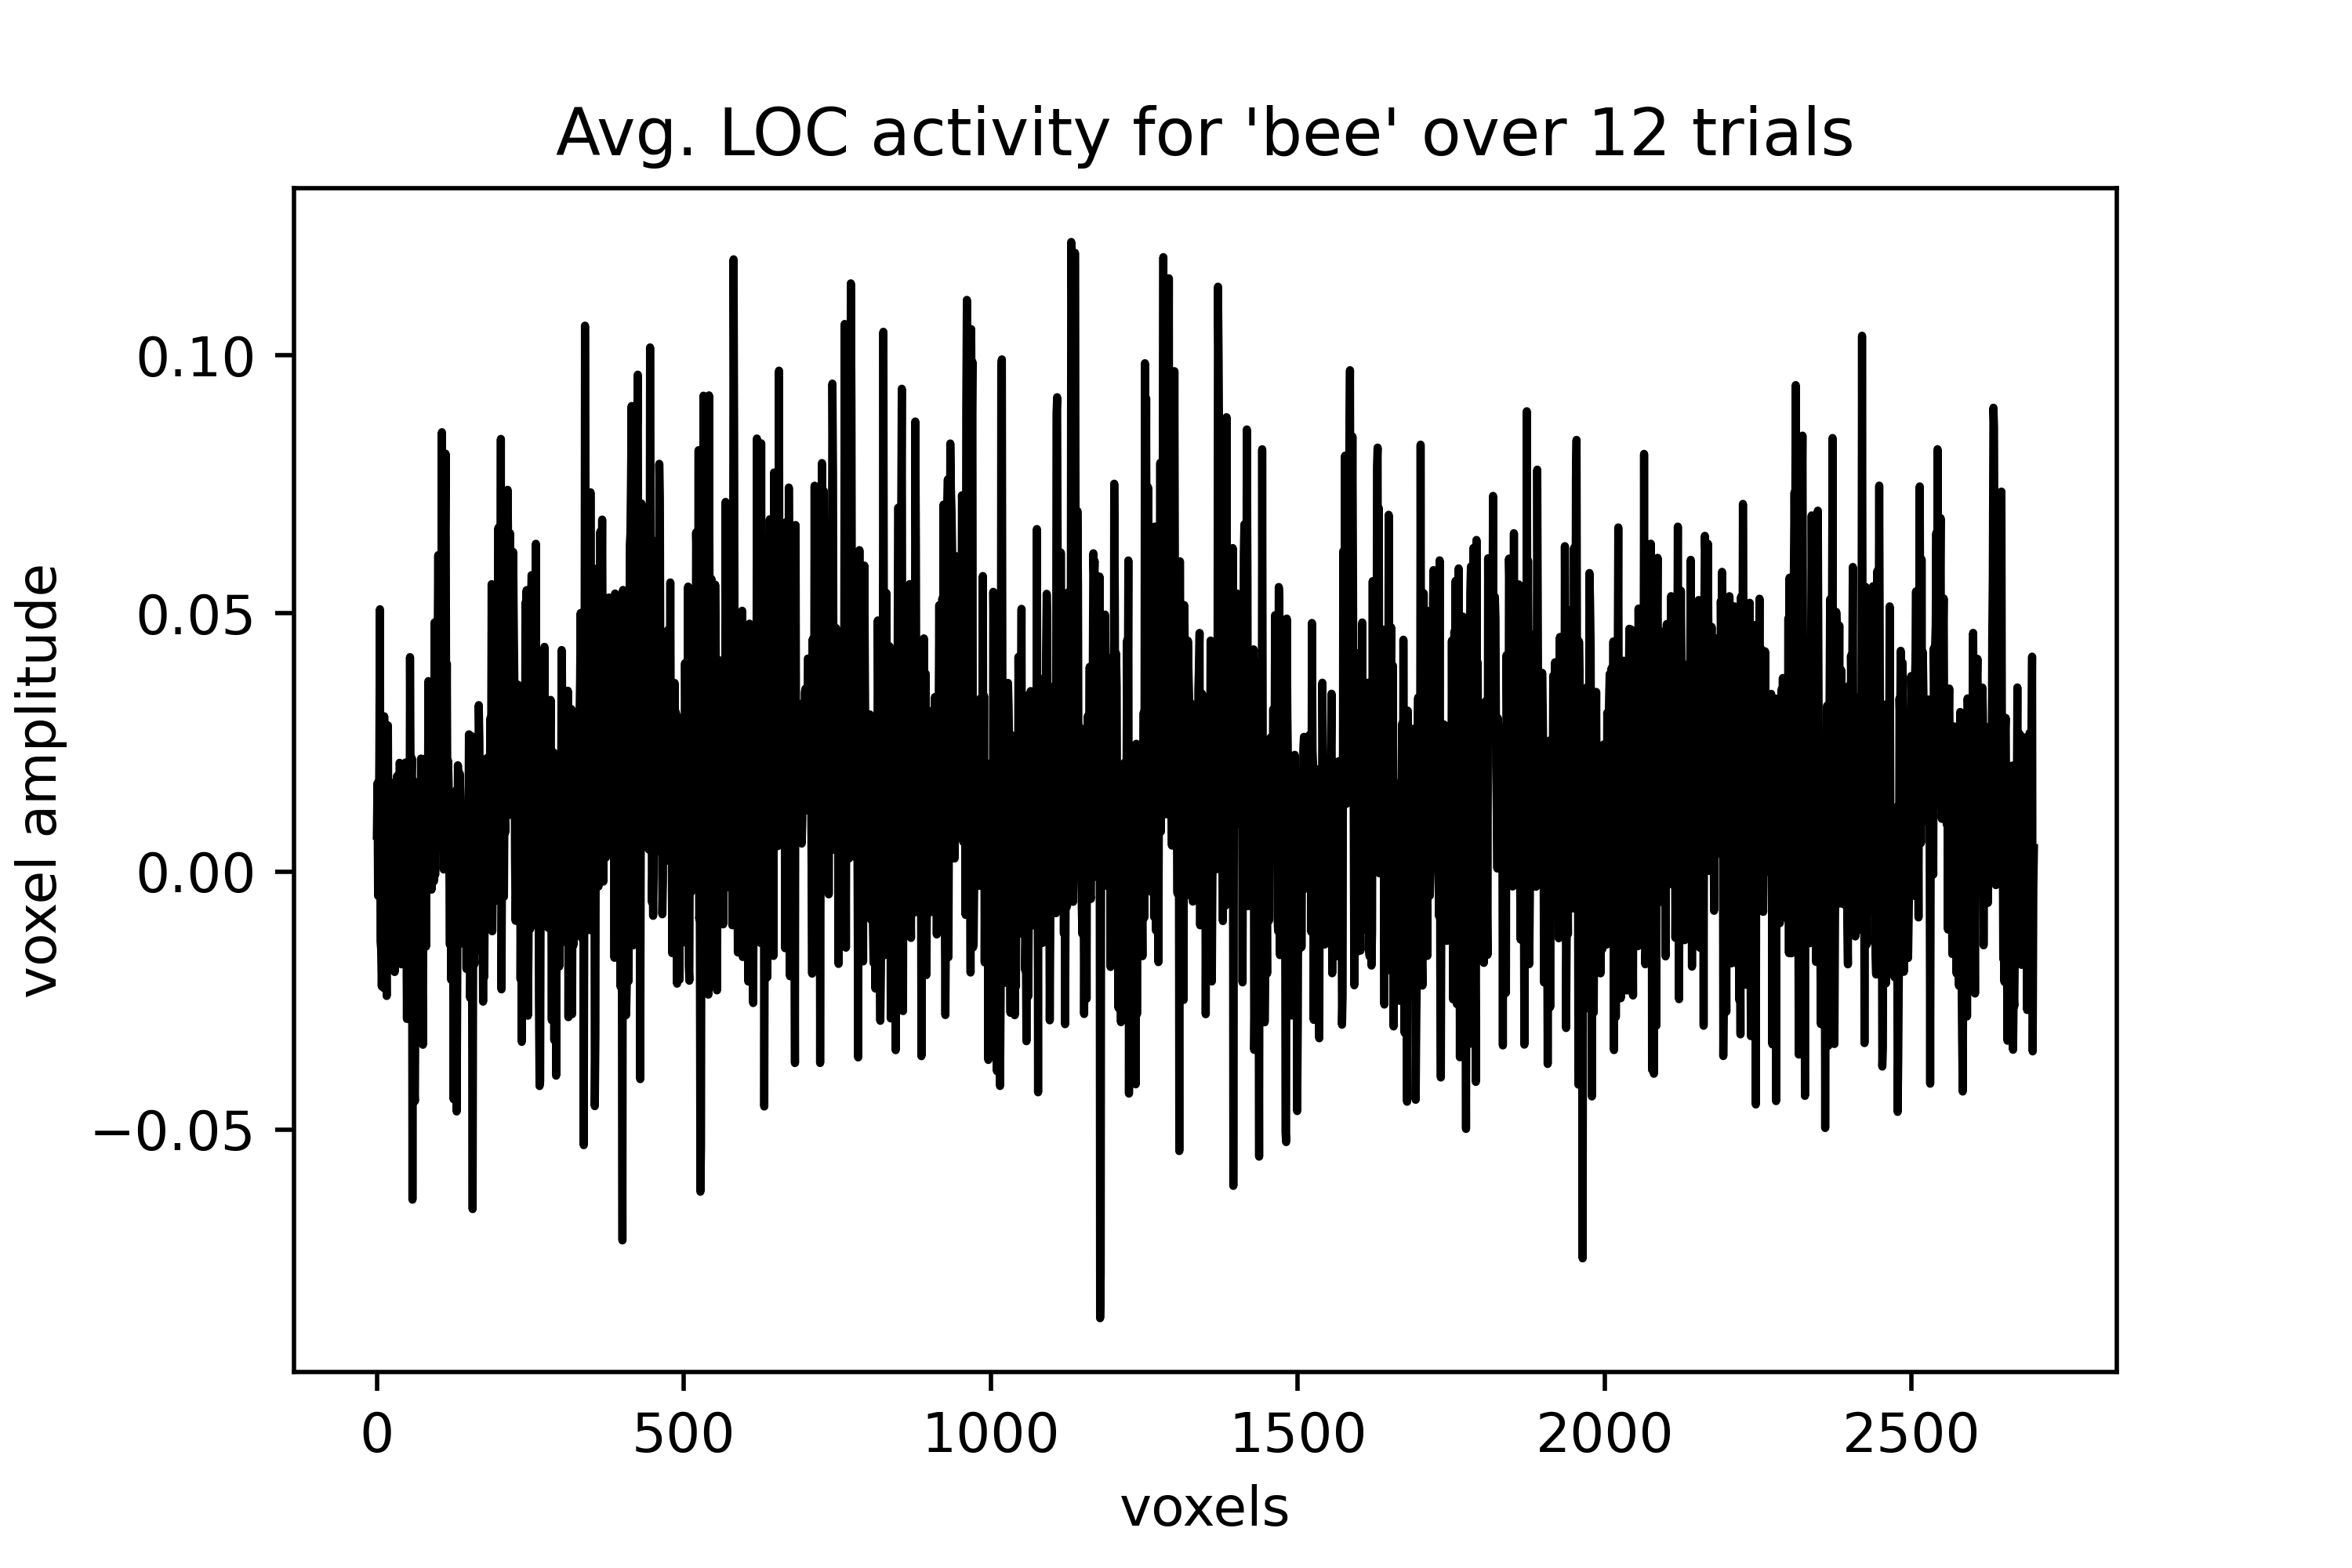 Avg. LOC activity for 'bee' over 12 trials
voxel amplitude
0.10
0.05
0.00
−0.05
0 500 1000 1500 2000 2500
voxels